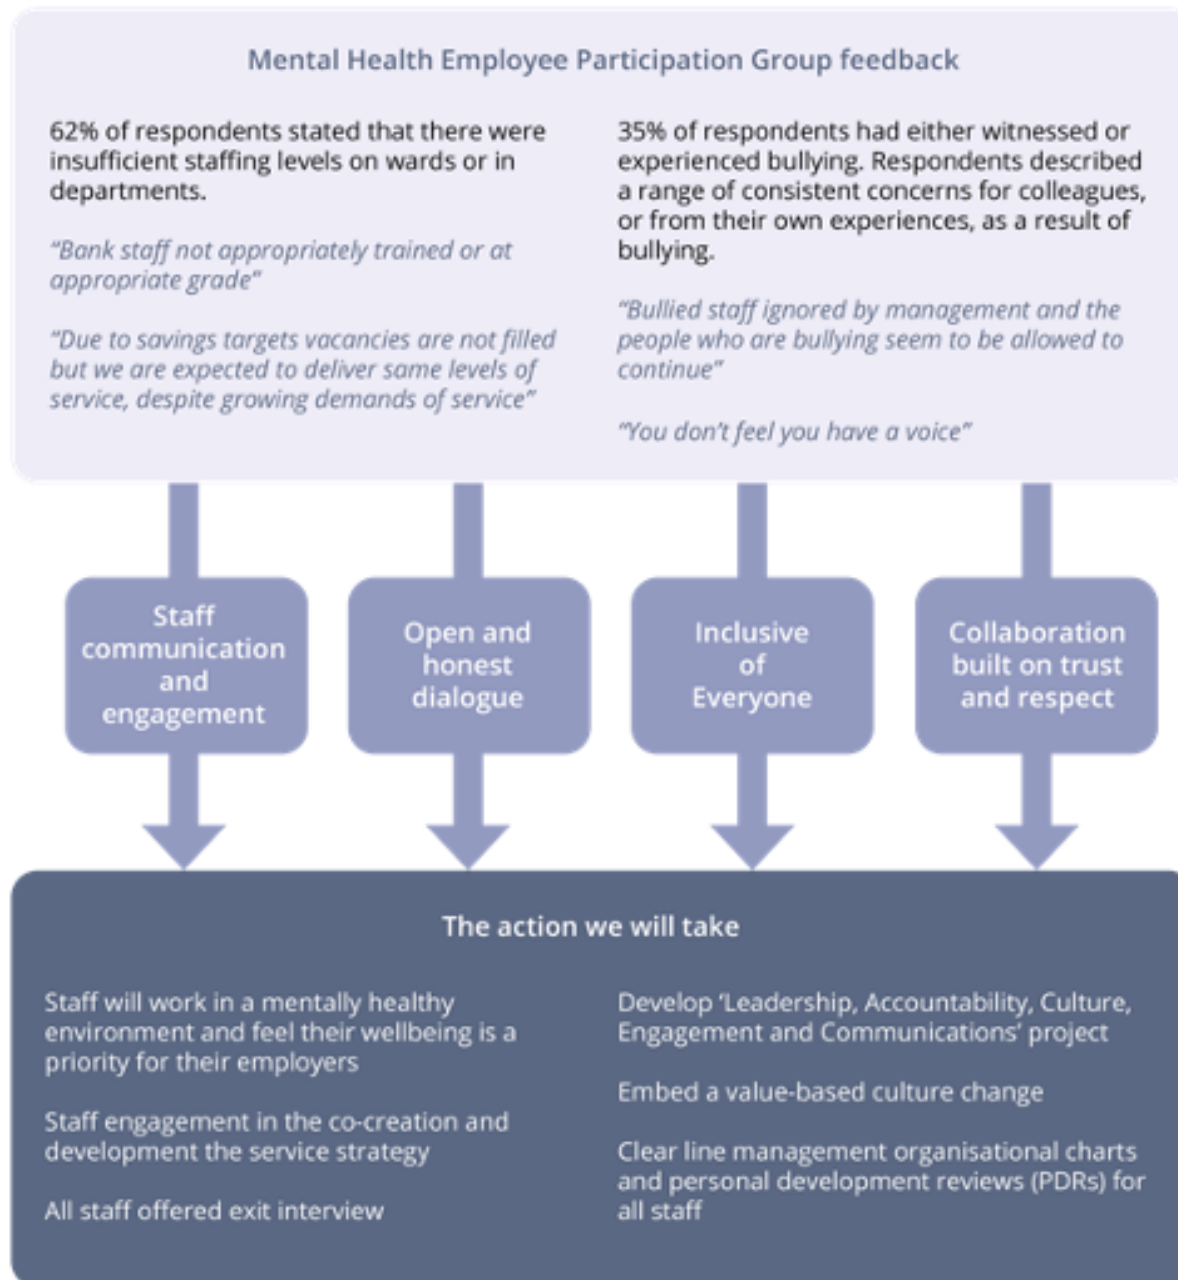 Mental Health Employee Participation Group feedback
62% of respondents stated that there were
insufficient staffing levels on wards or in
departments.
“Bank staff not appropriately trained or at
appropriate grade”
“Due to savings targets vacancies are not filled
but we are expected to deliver same levels of
service, despite growing demands of service”
35% of respondents had either witnessed or
experienced bullying. Respondents described
a range of consistent concerns for colleagues,
or from their own experiences, as a result of
bullying.
“Bullied staff ignored by management and the
people who are bullying seem to be allowed to
continue”
“You don’t feel you have a voice”
Staff
communication
and
engagement
Open and
honest
dialogue
Inclusive
of
Everyone
Collaboration
built on trust
and respect
The action we will take
Staff will work in a mentally healthy
environment and feel their wellbeing is a
priority for their employers
Staff engagement in the co-creation and
development the service strategy
All staff offered exit interview
Develop ‘Leadership, Accountability, Culture,
Engagement and Communications’ project
Embed a value-based culture change
Clear line management organisational charts
and personal development reviews (PDRs) for
all staff